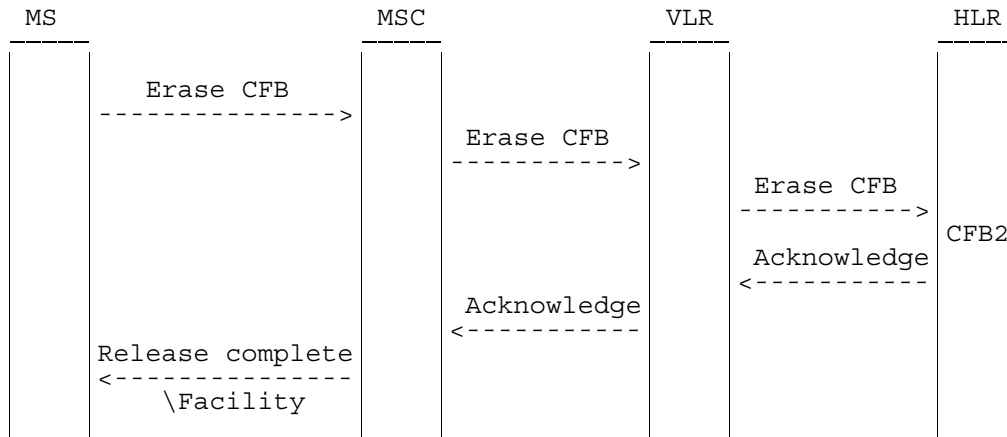 MS MSC VLR HLR
Erase CFB
Erase CFB
Erase CFB
CFB2
Acknowledge
Acknowledge
Release complete
\Facility